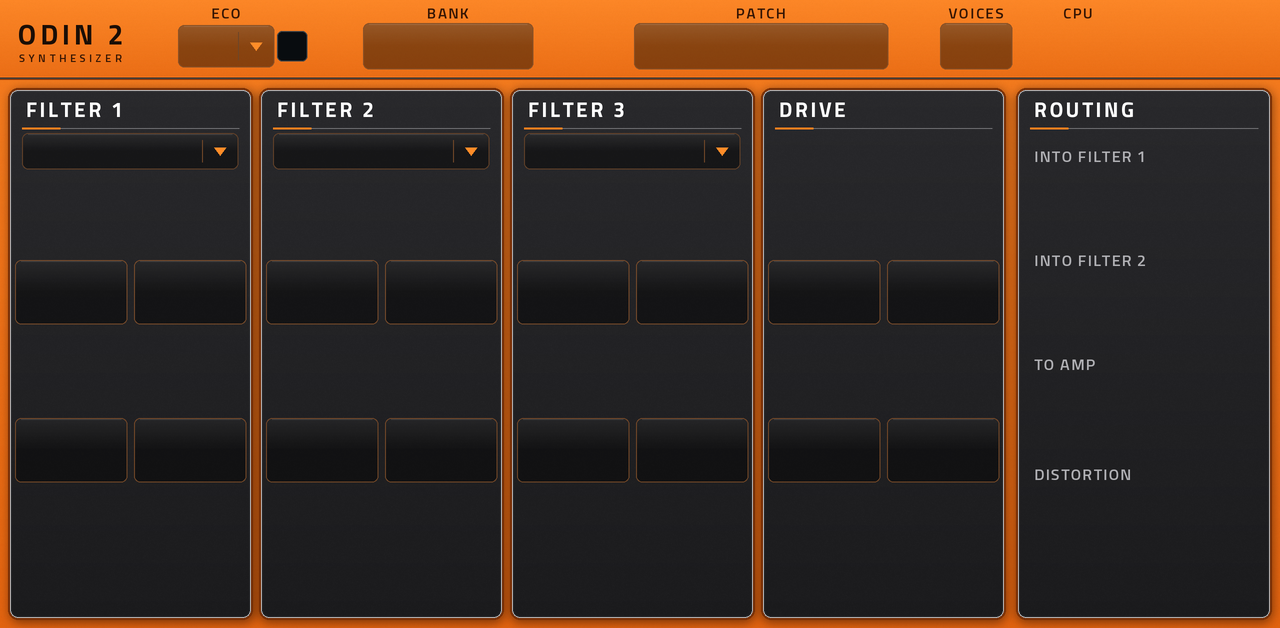 ECO
BANK
PATCH
VOICES
CPU
ODIN 2
SYNTHESIZER
FILTER 1
FILTER 2
FILTER 3
DRIVE
ROUTING
INTO FILTER 1
INTO FILTER 2
TO AMP
DISTORTION